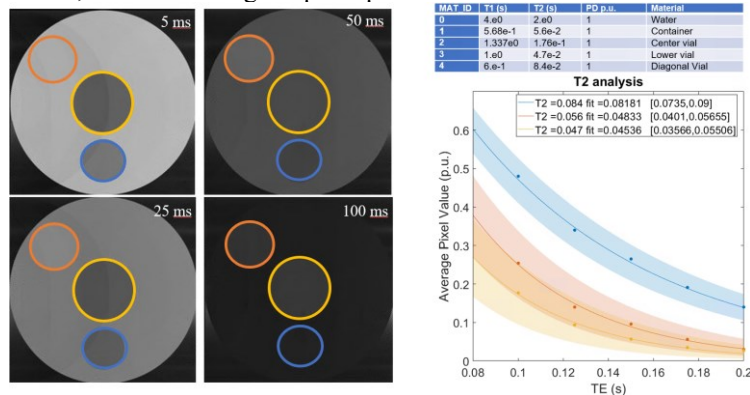 5 ms
50 ms
25 ms
100 ms
MAT_ID T1 (s) T2 (s) PD p.u. Material
0 4.e0 2.e0 1 Water
1 5.68e-1 5.6e-2 1 Container
2 1.337e0 1.76e-1 1 Center vial
3 1.e0 4.7e-2 1 Lower vial
4 6.e-1 8.4e-2 1 Diagonal Vial
T2 analysis
T2 =0.084 fit =0.08181 [0.0735,0.09]
T2 =0.056 fit =0.04833 [0.0401,0.05655]
T2 =0.047 fit =0.04536 [0.03566,0.05506]
Average Pixel Value (p.u.)
0.6
0.5
0.4
0.3
0.2
0.1
0
0.08 0.1 0.12 0.14 0.16 0.18 0.2
TE (s)